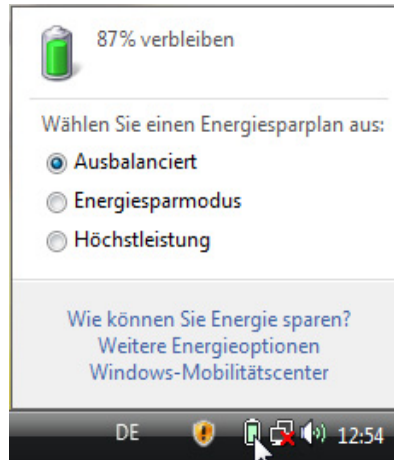 87% verbleiben
Wählen Sie einen Energiesparplan aus:
Ausbalanciert
Energiesparmodus
Höchstleistung
Wie können Sie Energie sparen?
Weitere Energieoptionen
Windows-Mobilitätscenter
DE 12:54